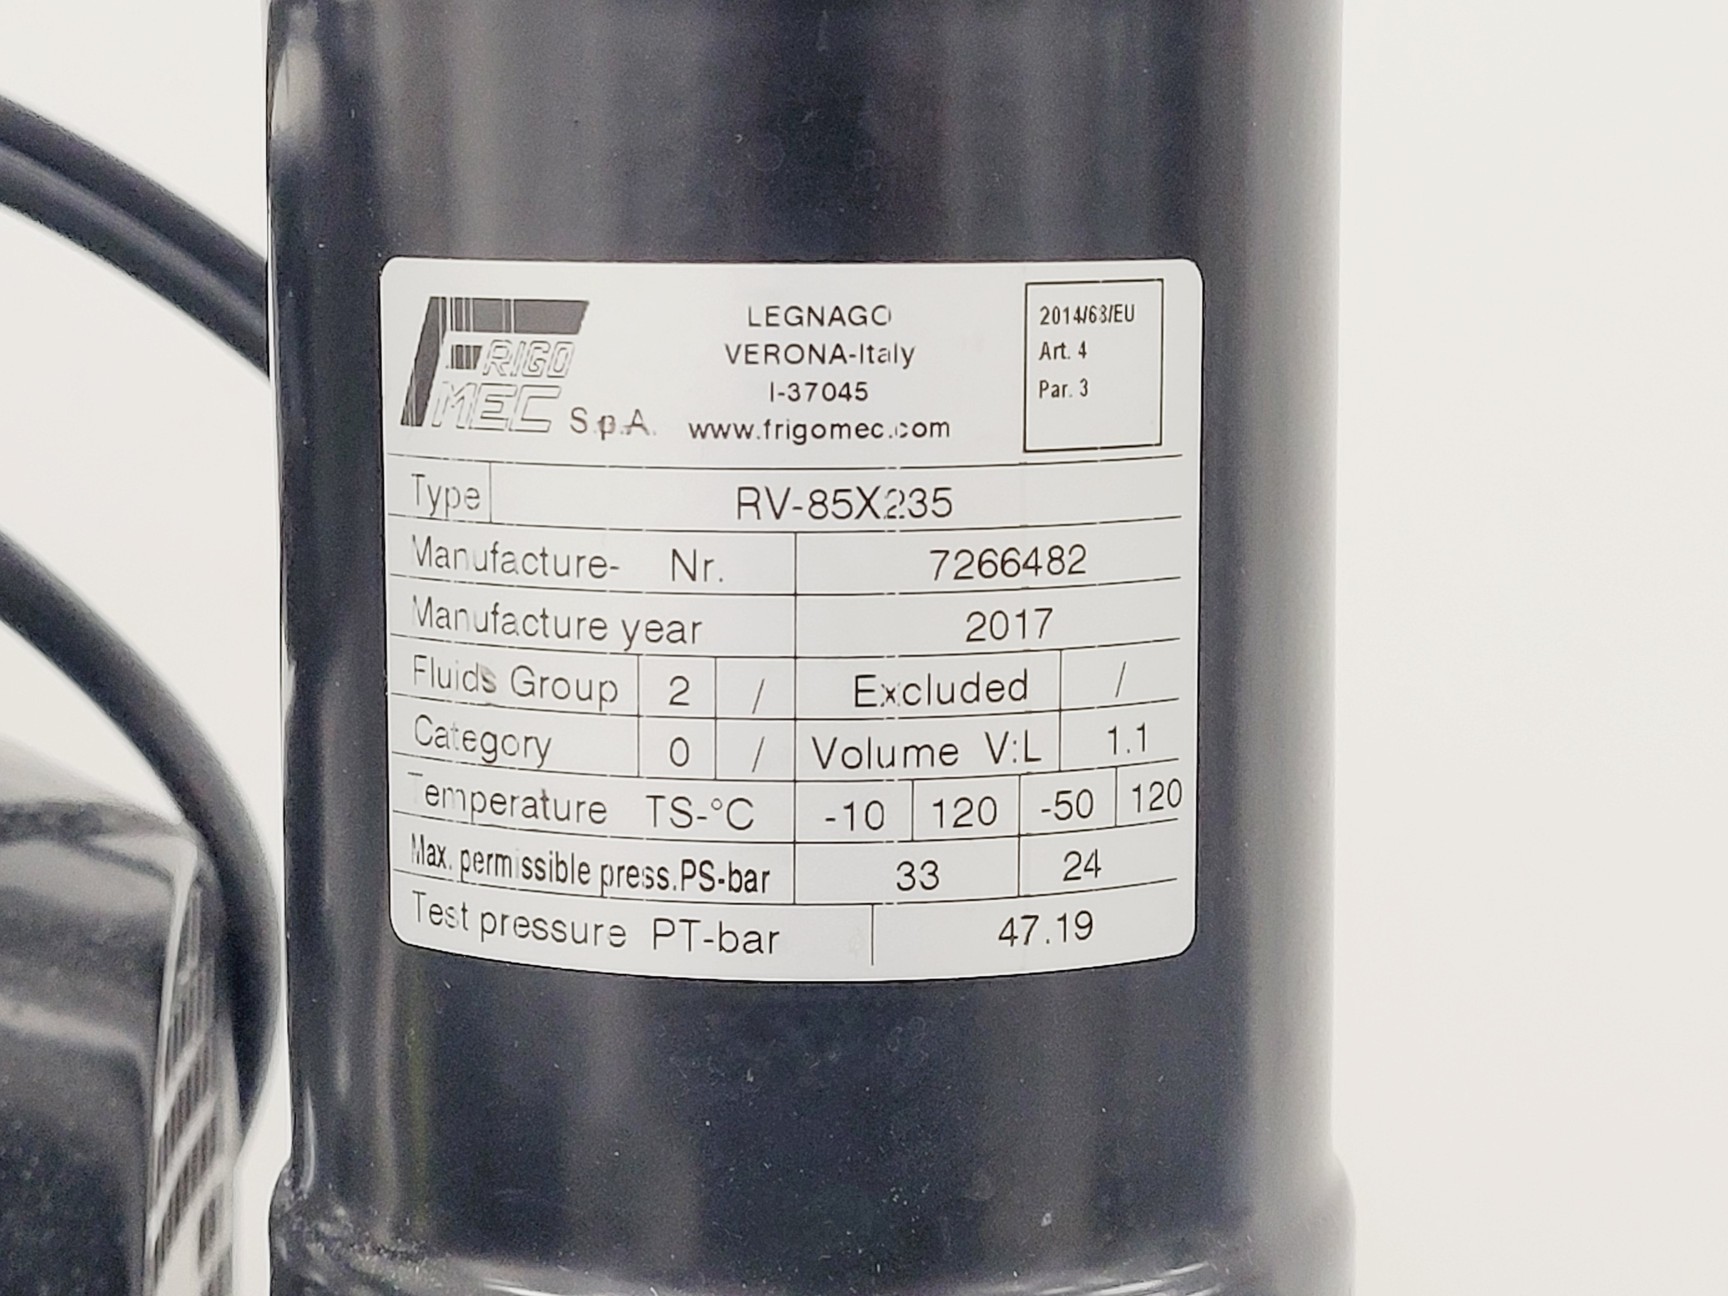 FRIGO
MEC S.p.A.
LEGNAGO
VERONA-Italy
I-37045
www.frigomec.com
2014/68/EU
Art. 4
Par. 3
Type RV-85X235
Manufacture- Nr. 7266482
Manufacture year 2017
Fluids Group 2 / Excluded /
Category 0 / Volume V:L 1.1
Temperature TS-°C -10 120 -50 120
Max. permissible press.PS-bar 33 24
Test pressure PT-bar 47.19